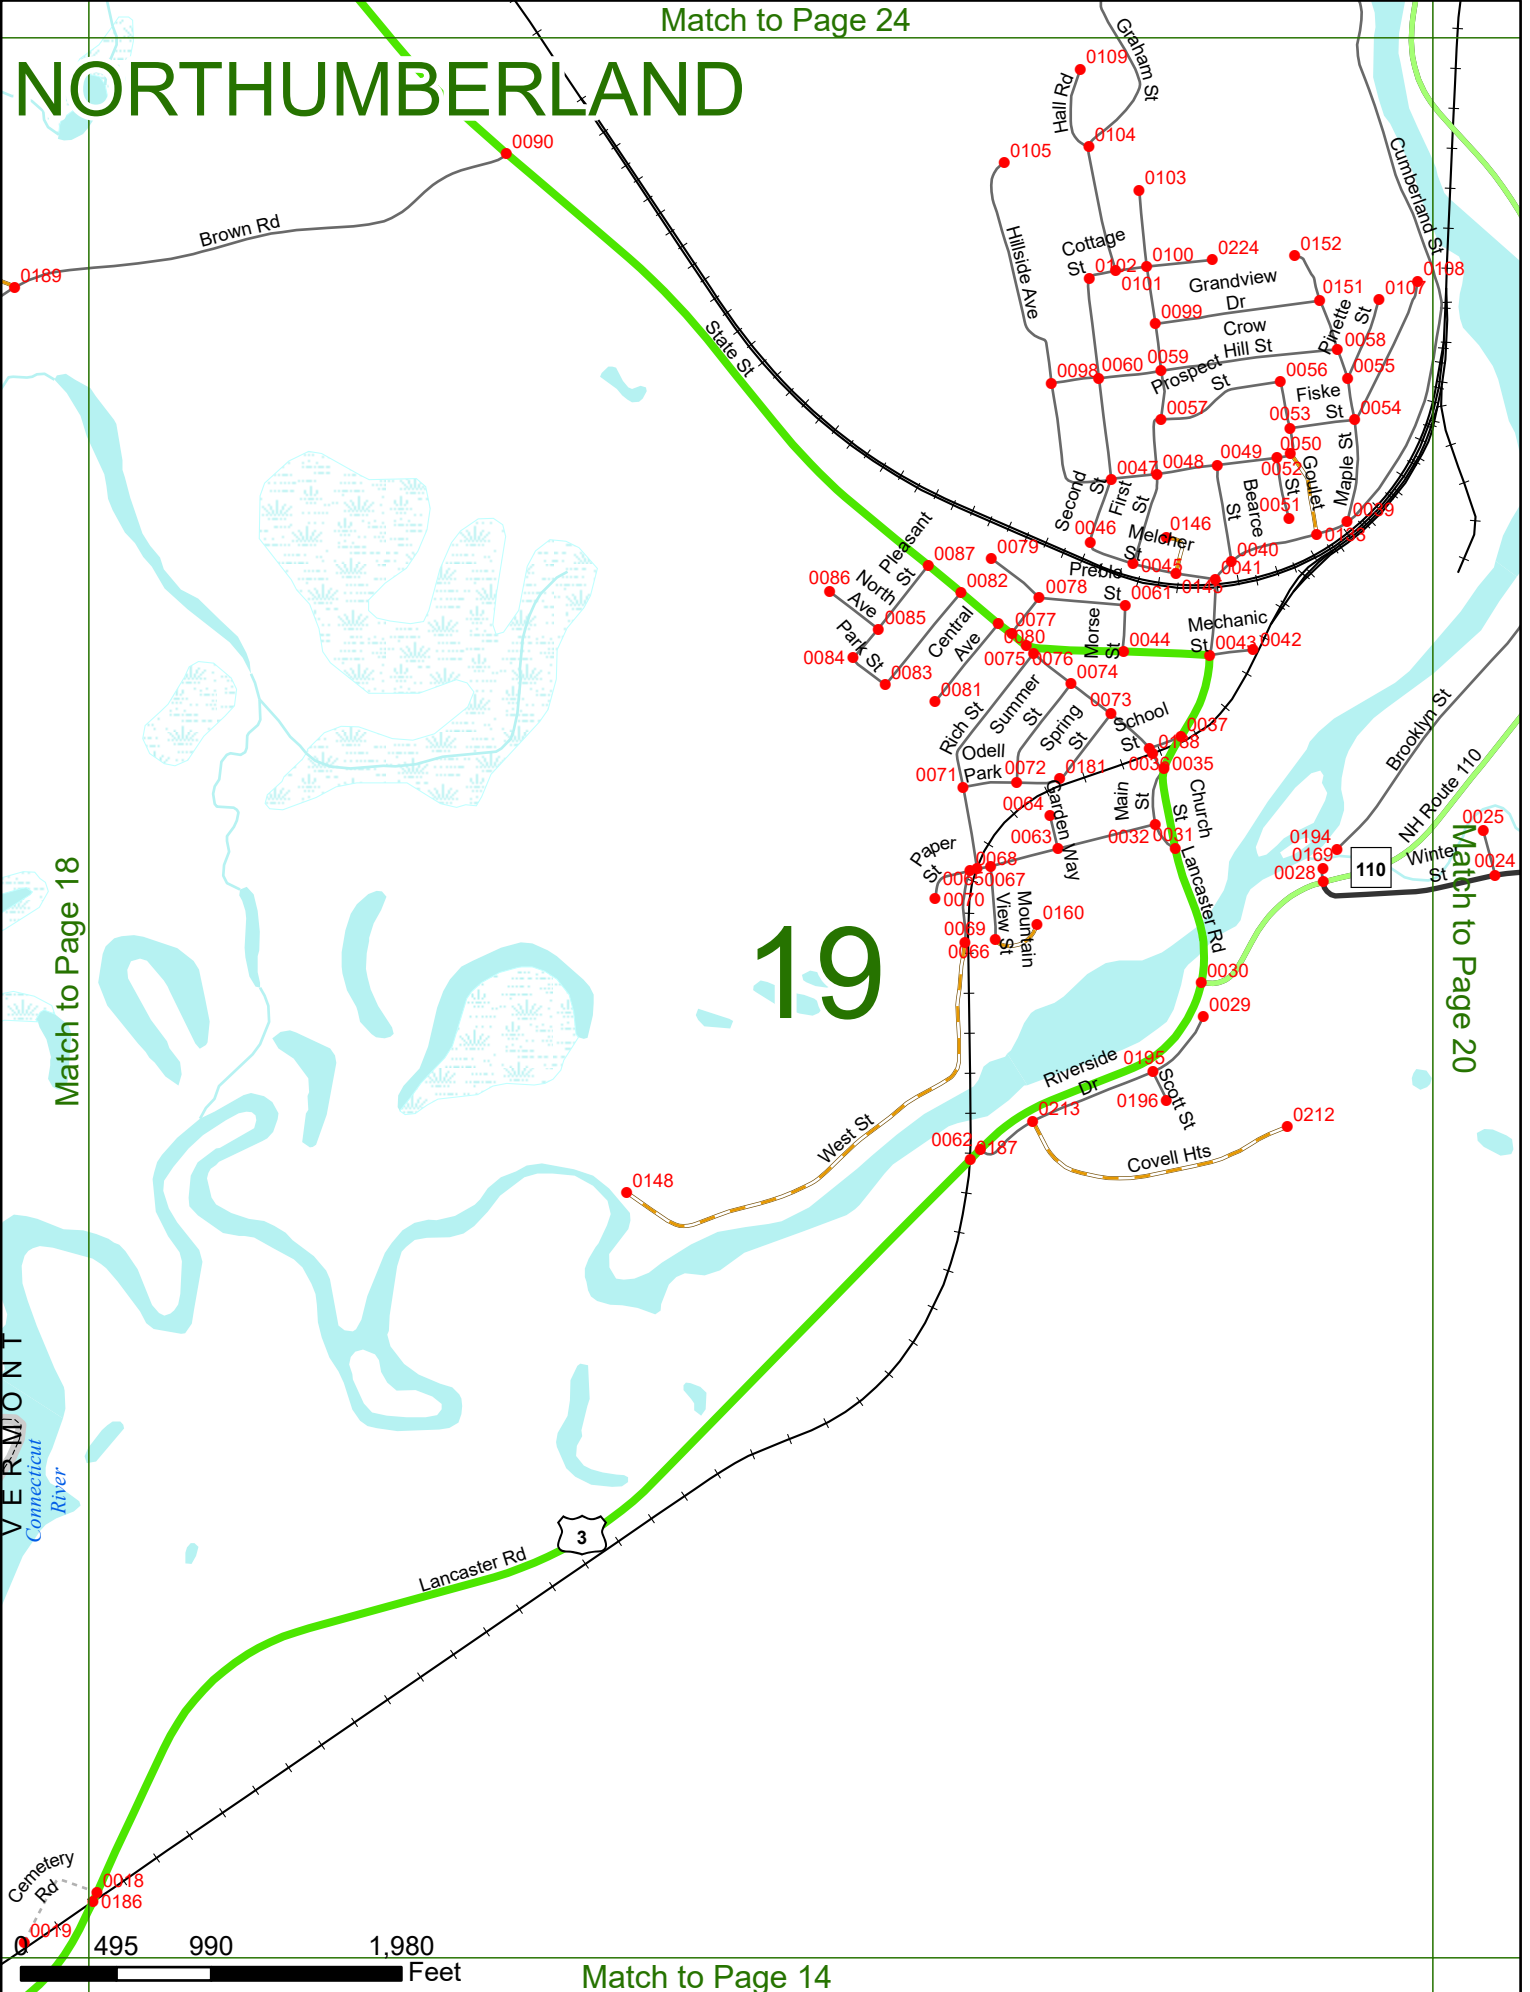 Match to Page 24
NORTHUMBERLAND
Graham St
0109
Hall Rd
0104
0090
0105
0103
Cumberland St
Brown Rd
Hillside Ave
Cottage
St
0102
0101
0100
0224
0152
0189
0108
Grandview
Dr
0151
0107
0099
Pinette
St
Crow
Hill St
State St
0058
0098
0060
0059
Prospect
St
0056
0055
Fiske
St
0057
0053
0054
0047
0048
0049
0050
0052
Goulet
St
Maple St
Second
St
First
St
Bearce
St
0051
0039
0046
Melcher
St
0146
Pleasant
St
0087
0079
0045
0040
0041
Preble
St
0086
North
Ave
0082
0078
0061
0085
Central
Ave
0077
0080
Morse
St
0044
Mechanic
St
0043
0042
Park St
0084
0083
0075
0076
0074
0081
Summer
St
0073
Rich St
Spring
St
School
St
0037
0188
Brooklyn St
Odell
Park
0071
0072
0181
0035
NH Route 110
0064
Garden Way
Main
St
Church
St
0063
0032
0031
0194
0169
0028
110
Winter
St
0025
0024
Paper
St
0068
0067
0070
Match to Page 18
Match to Page 20
Lancaster Rd
View St
Mountain
0160
0069
0066
19
0030
0029
Riverside
Dr
0195
0196
Scott St
0213
0212
West St
0062
0187
Covell Hts
0148
VERMONT
Connecticut
River
3
Lancaster Rd
Cemetery
Rd
0018
0186
0019
0 495 990 1,980
Feet
Match to Page 14